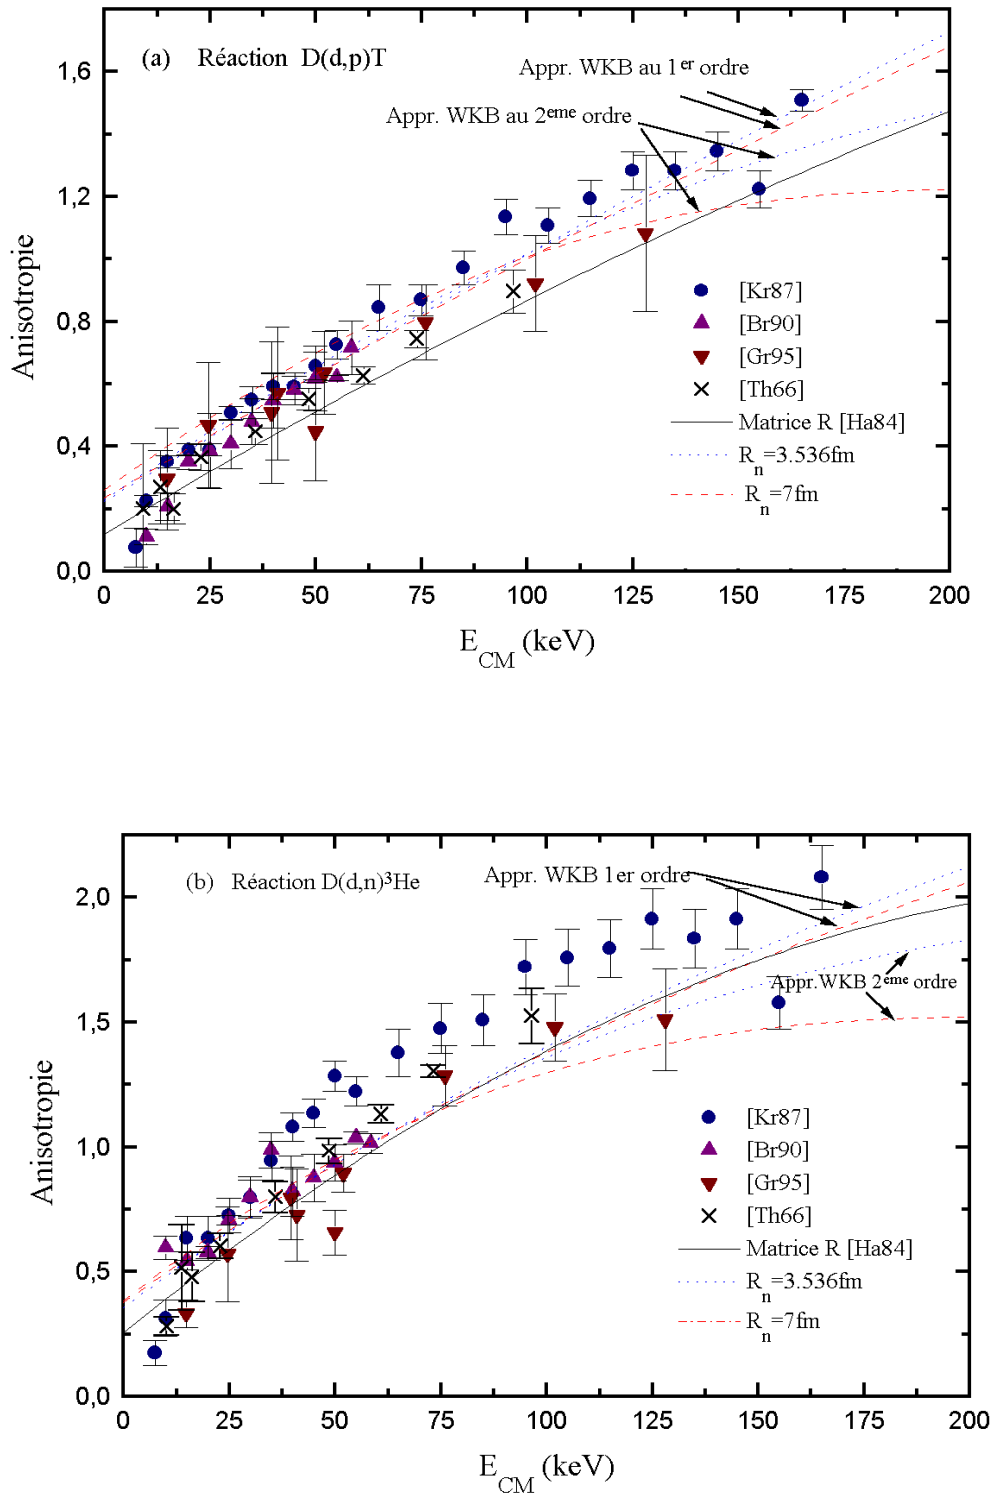 (a) Réaction D(d,p)T
Appr. WKB au 1er ordre
Appr. WKB au 2eme ordre
1,6
1,2
0,8
0,4
0,0
Anisotropie
[Kr87]
[Br90]
[Gr95]
[Th66]
Matrice R [Ha84]
Rn=3.536fm
Rn=7fm
0 25 50 75 100 125 150 175 200
ECM (keV)
(b) Réaction D(d,n)3He
Appr. WKB 1er ordre
Appr.WKB 2eme ordre
2,0
1,5
1,0
0,5
0,0
Anisotropie
[Kr87]
[Br90]
[Gr95]
[Th66]
Matrice R [Ha84]
Rn=3.536fm
Rn=7fm
0 25 50 75 100 125 150 175 200
ECM (keV)